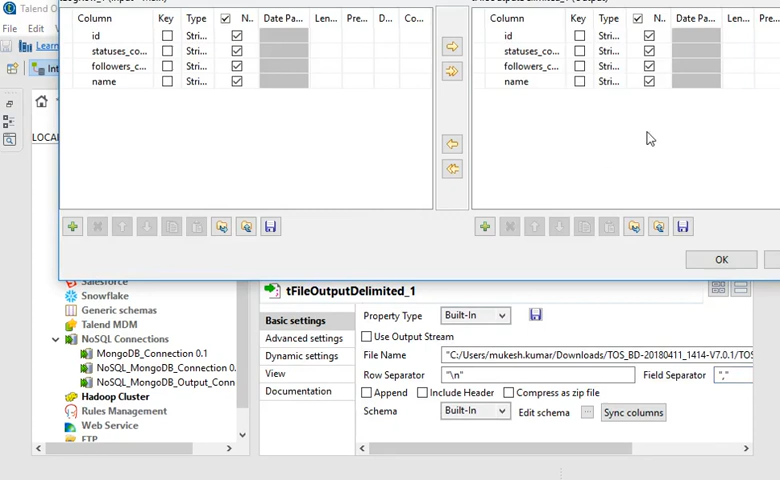 Talend O
File Edit
Learn
Int
LOCA
Column Key Type N.. Date Pa... Len... Pre... D... Co...
id Stri...
statuses_co... Stri...
followers_c... Stri...
name Stri...
Column Key Type N.. Date Pa... Len... Pre...
id Stri...
statuses_co... Stri...
followers_c... Stri...
name Stri...
OK
Salesforce
Snowflake
Generic schemas
Talend MDM
NoSQL Connections
MongoDB_Connection 0.1
NoSQL_MongoDB_Connection 0.
NoSQL_MongoDB_Output_Conn
Hadoop Cluster
Rules Management
Web Service
FTP
tFileOutputDelimited_1
Basic settings
Advanced settings
Dynamic settings
View
Documentation
Property Type Built-In
Use Output Stream
File Name "C:/Users/mukesh.kumar/Downloads/TOS_BD-20180411_1414-V7.0.1/TOS
Row Separator "\n" Field Separator ","
Append Include Header Compress as zip file
Schema Built-In Edit schema ... Sync columns